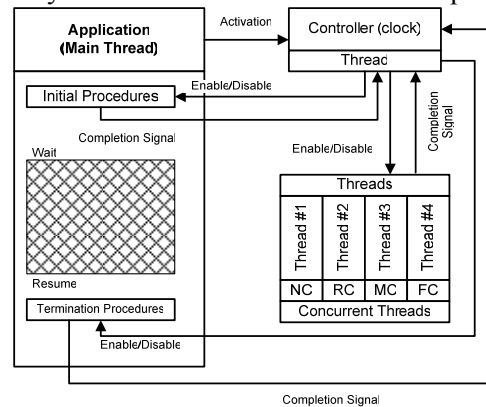 Application
(Main Thread)
Activation
Controller (clock)
Thread
Initial Procedures
Enable/Disable
Completion Signal
Wait
Enable/Disable
Completion
Signal
Threads
Thread #1
Thread #2
Thread #3
Thread #4
NC RC MC FC
Concurrent Threads
Resume
Termination Procedures
Enable/Disable
Completion Signal